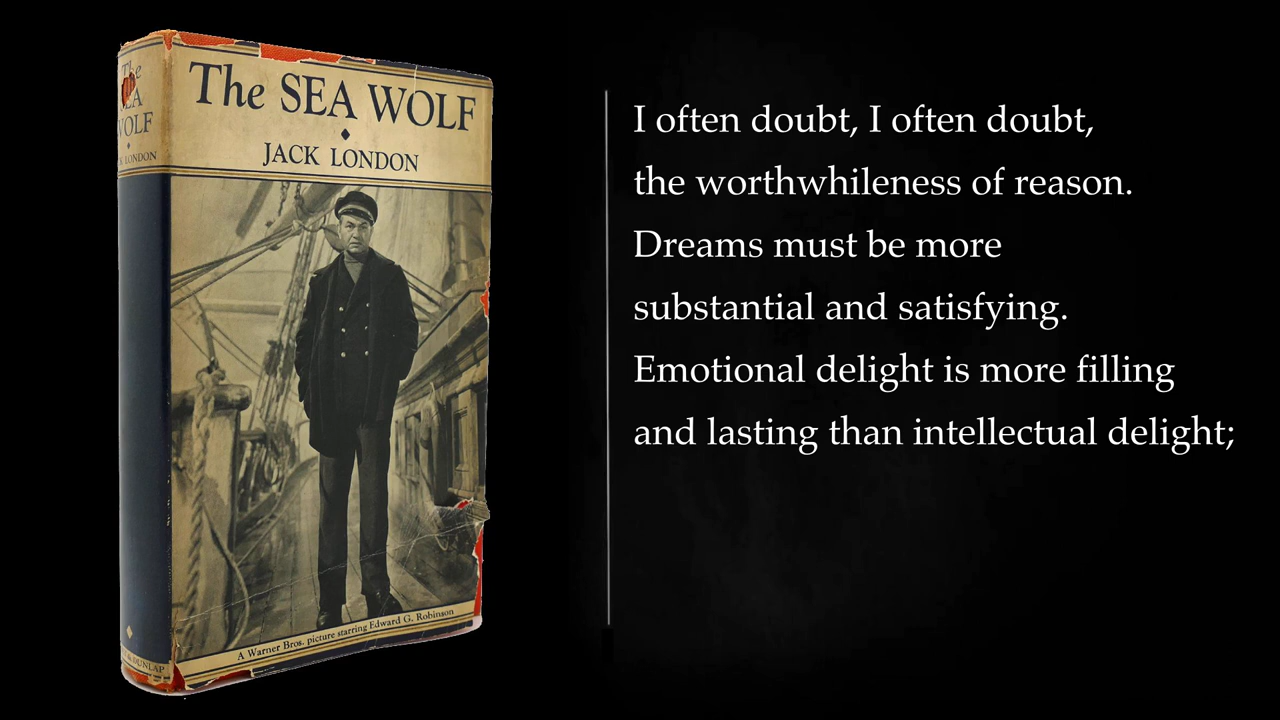 The SEA WOLF
JACK LONDON
A Warner Bros. picture starring Edward G. Robinson
The
SEA
WOLF
LONDON
DUNLAP
I often doubt, I often doubt,
the worthwhileness of reason.
Dreams must be more
substantial and satisfying.
Emotional delight is more filling
and lasting than intellectual delight;